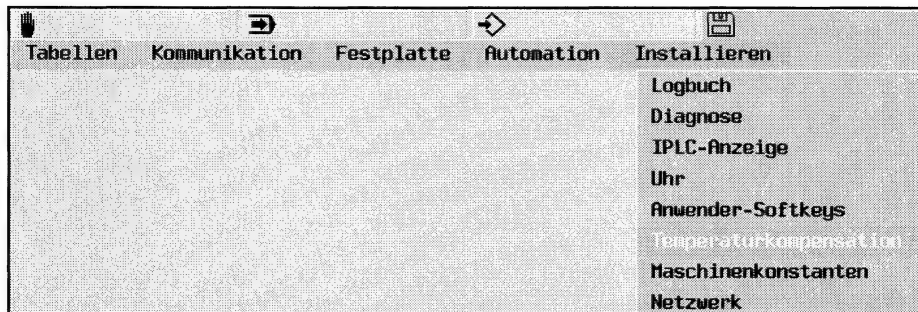 Tabellen Kommunikation Festplatte Automation Installieren
Logbuch
Diagnose
IPLC-Anzeige
Uhr
Anwender-Softkeys
Temperaturkompensation
Maschinenkonstanten
Netzwerk